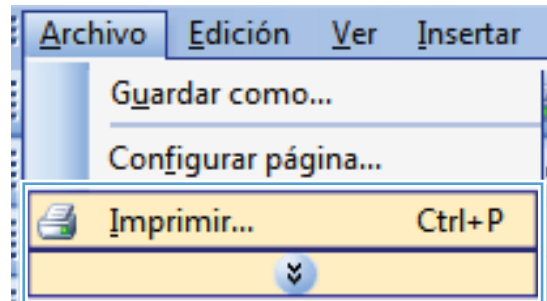 Archivo Edición Ver Insertar
Guardar como...
Configurar página...
Imprimir... Ctrl+P